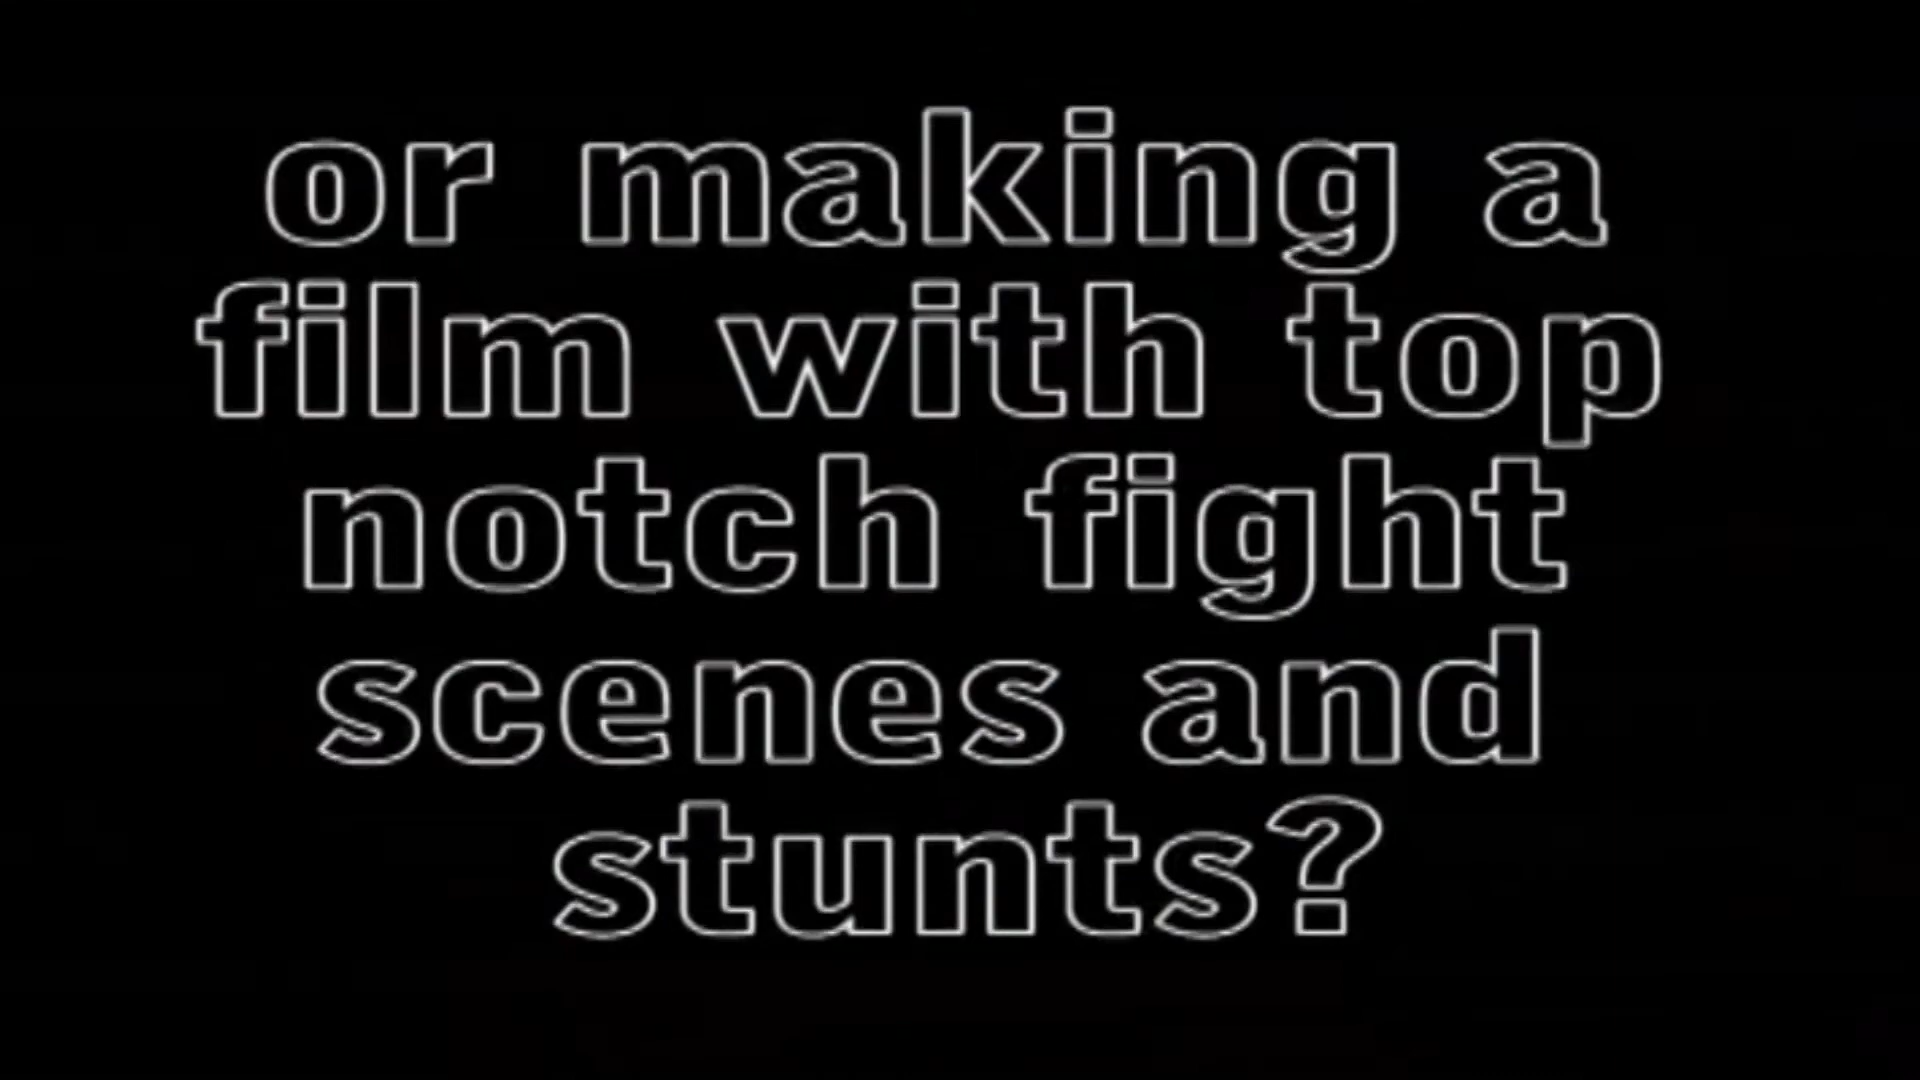 or making a
film with top
notch fight
scenes and
stunts?